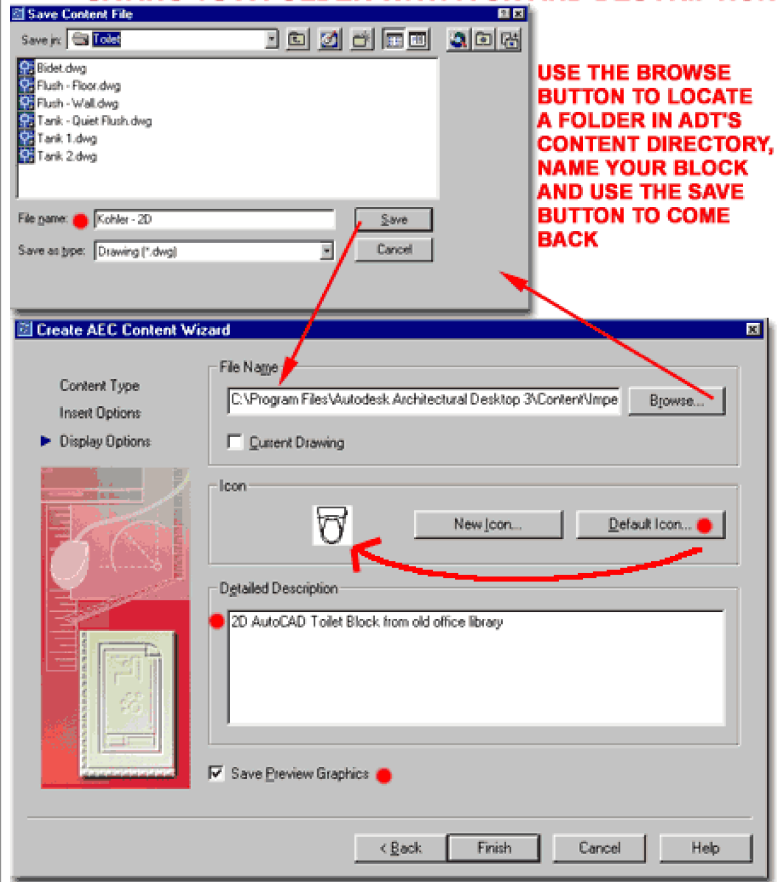 Save Content File
Save in: Toilet
Bidet.dwg
Flush - Floor.dwg
Flush - Wall.dwg
Tank - Quiet Flush.dwg
Tank 1.dwg
Tank 2.dwg
File name: Kohler - 2D
Save
Save as type: Drawing (*.dwg)
Cancel
USE THE BROWSE
BUTTON TO LOCATE
A FOLDER IN ADT'S
CONTENT DIRECTORY,
NAME YOUR BLOCK
AND USE THE SAVE
BUTTON TO COME
BACK
Create AEC Content Wizard
Content Type
Insert Options
Display Options
File Name
C:\Program Files\Autodesk Architectural Desktop 3\Content\Impe
Browse...
Current Drawing
Icon
New Icon...
Default Icon...
Detailed Description
2D AutoCAD Toilet Block from old office library
Save Preview Graphics
< Back
Finish
Cancel
Help